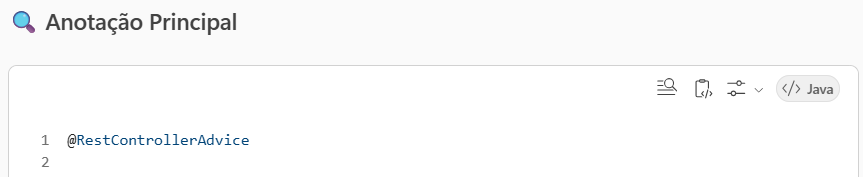 Anotação Principal
</> Java
1 @RestControllerAdvice
2